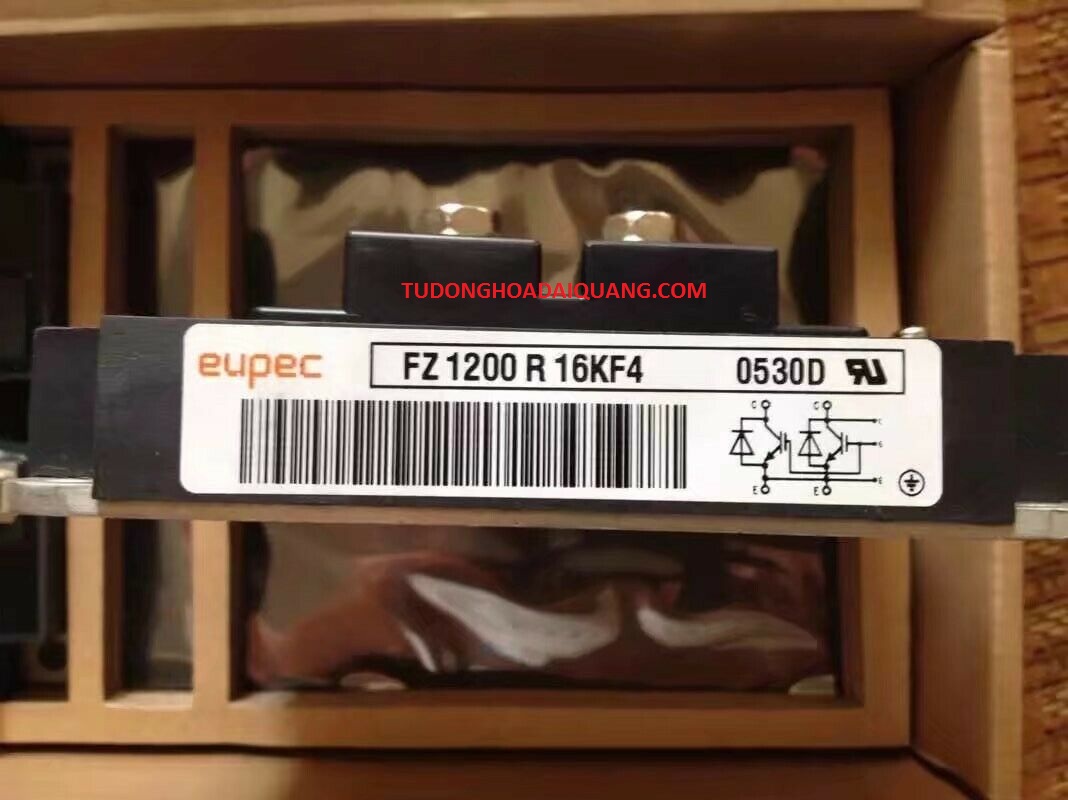 TUDONGHOADAIQUANG.COM
eupec FZ 1200 R 16KF4 0530D
C C C
G
E E E